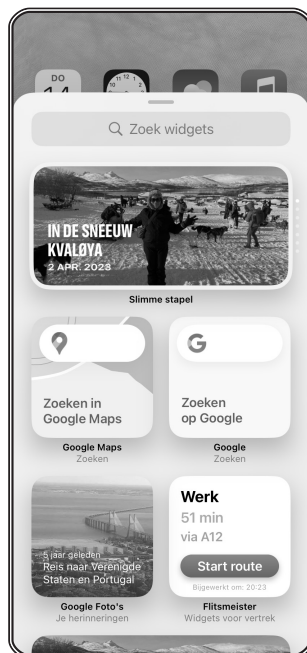 DO
Zoek widgets
IN DE SNEEUW
KVALØYA
2 APR. 2023
Slimme stapel
Zoeken in
Google Maps
Google Maps
Zoeken
Zoeken
op Google
Google
Zoeken
5 jaar geleden
Reis naar Verenigde
Staten en Portugal
Google Foto's
Je herinneringen
Werk
51 min
via A12
Start route
Bijgewerkt om: 20:23
Flitsmeister
Widgets voor vertrek